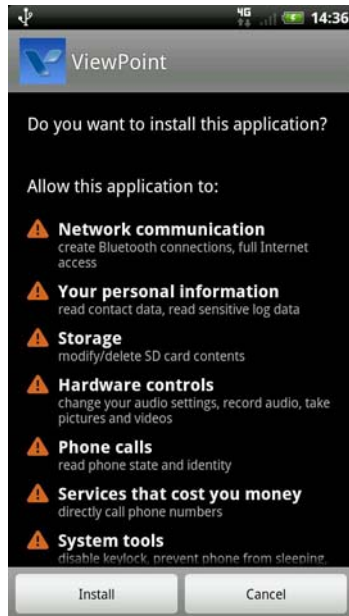 4G 14:36
ViewPoint
Do you want to install this application?
Allow this application to:
Network communication
create Bluetooth connections, full Internet
access
Your personal information
read contact data, read sensitive log data
Storage
modify/delete SD card contents
Hardware controls
change your audio settings, record audio, take
pictures and videos
Phone calls
read phone state and identity
Services that cost you money
directly call phone numbers
System tools
disable keylock, prevent phone from sleeping,
Install Cancel